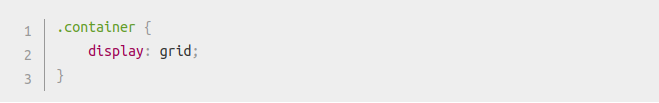 1 .container {
2     display: grid;
3 }